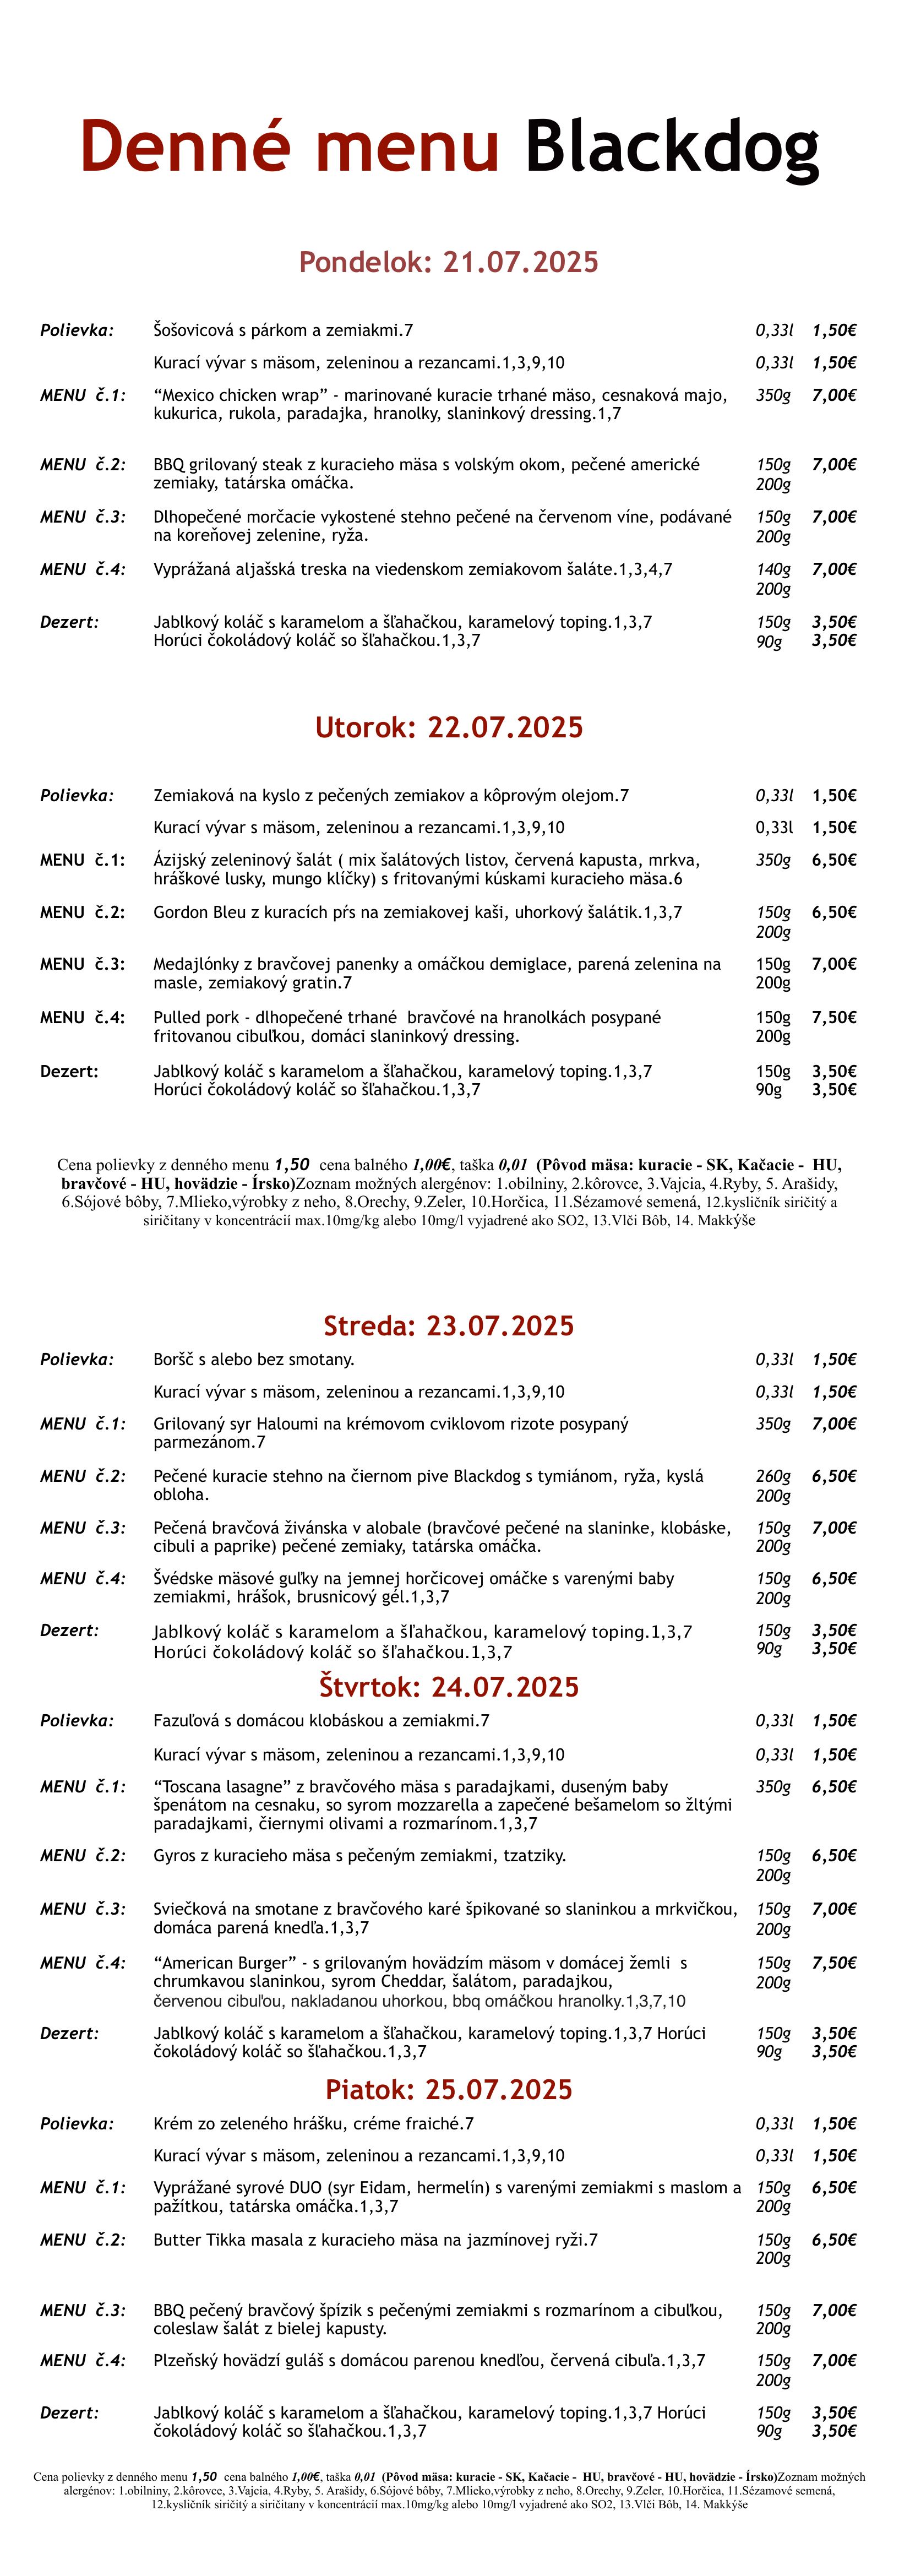 Denné menu Blackdog
Pondelok: 21.07.2025
Polievka: Šošovicová s párkom a zemiakmi.7 0,33l 1,50€
Kurací vývar s mäsom, zeleninou a rezancami.1,3,9,10 0,33l 1,50€
MENU č.1: “Mexico chicken wrap” - marinované kuracie trhané mäso, cesnaková majo, 350g 7,00€
kukurica, rukola, paradajka, hranolky, slaninkový dressing.1,7
MENU č.2: BBQ grilovaný steak z kuracieho mäsa s volským okom, pečené americké 150g 7,00€
zemiaky, tatárska omáčka. 200g
MENU č.3: Dlhopečené morčacie vykostené stehno pečené na červenom víne, podávané 150g 7,00€
na koreňovej zelenine, ryža. 200g
MENU č.4: Vyprážaná aljašská treska na viedenskom zemiakovom šaláte.1,3,4,7 140g 7,00€
200g
Dezert: Jablkový koláč s karamelom a šľahačkou, karamelový toping.1,3,7 150g 3,50€
Horúci čokoládový koláč so šľahačkou.1,3,7 90g 3,50€
Utorok: 22.07.2025
Polievka: Zemiaková na kyslo z pečených zemiakov a kôprovým olejom.7 0,33l 1,50€
Kurací vývar s mäsom, zeleninou a rezancami.1,3,9,10 0,33l 1,50€
MENU č.1: Ázijský zeleninový šalát ( mix šalátových listov, červená kapusta, mrkva, 350g 6,50€
hráškové lusky, mungo klíčky) s fritovanými kúskami kuracieho mäsa.6
MENU č.2: Gordon Bleu z kuracích pŕs na zemiakovej kaši, uhorkový šalátik.1,3,7 150g 6,50€
200g
MENU č.3: Medajlónky z bravčovej panenky a omáčkou demiglace, parená zelenina na 150g 7,00€
masle, zemiakový gratin.7 200g
MENU č.4: Pulled pork - dlhopečené trhané bravčové na hranolkách posypané 150g 7,50€
fritovanou cibuľkou, domáci slaninkový dressing. 200g
Dezert: Jablkový koláč s karamelom a šľahačkou, karamelový toping.1,3,7 150g 3,50€
Horúci čokoládový koláč so šľahačkou.1,3,7 90g 3,50€
Cena polievky z denného menu 1,50 cena balného 1,00€, taška 0,01 (Pôvod mäsa: kuracie - SK, Kačacie - HU,
bravčové - HU, hovädzie - Írsko)Zoznam možných alergénov: 1.obilniny, 2.kôrovce, 3.Vajcia, 4.Ryby, 5. Arašidy,
6.Sójové bôby, 7.Mlieko,výrobky z neho, 8.Orechy, 9.Zeler, 10.Horčica, 11.Sézamové semená, 12.kysličník siričitý a
siričitany v koncentrácií max.10mg/kg alebo 10mg/l vyjadrené ako SO2, 13.Vlči Bôb, 14. Makkýše
Streda: 23.07.2025
Polievka: Boršč s alebo bez smotany. 0,33l 1,50€
Kurací vývar s mäsom, zeleninou a rezancami.1,3,9,10 0,33l 1,50€
MENU č.1: Grilovaný syr Haloumi na krémovom cviklovom rizote posypaný 350g 7,00€
parmezánom.7
MENU č.2: Pečené kuracie stehno na čiernom pive Blackdog s tymiánom, ryža, kyslá 260g 6,50€
obloha. 200g
MENU č.3: Pečená bravčová živánska v alobale (bravčové pečené na slaninke, klobáske, 150g 7,00€
cibuli a paprike) pečené zemiaky, tatárska omáčka. 200g
MENU č.4: Švédske mäsové guľky na jemnej horčicovej omáčke s varenými baby 150g 6,50€
zemiakmi, hrášok, brusnicový gél.1,3,7 200g
Dezert: Jablkový koláč s karamelom a šľahačkou, karamelový toping.1,3,7 150g 3,50€
Horúci čokoládový koláč so šľahačkou.1,3,7 90g 3,50€
Štvrtok: 24.07.2025
Polievka: Fazuľová s domácou klobáskou a zemiakmi.7 0,33l 1,50€
Kurací vývar s mäsom, zeleninou a rezancami.1,3,9,10 0,33l 1,50€
MENU č.1: “Toscana lasagne” z bravčového mäsa s paradajkami, duseným baby 350g 6,50€
špenátom na cesnaku, so syrom mozzarella a zapečené bešamelom so žltými
paradajkami, čiernymi olivami a rozmarínom.1,3,7
MENU č.2: Gyros z kuracieho mäsa s pečeným zemiakmi, tzatziky. 150g 6,50€
200g
MENU č.3: Sviečková na smotane z bravčového karé špikované so slaninkou a mrkvičkou, 150g 7,00€
domáca parená knedľa.1,3,7 200g
MENU č.4: “American Burger” - s grilovaným hovädzím mäsom v domácej žemli s 150g 7,50€
chrumkavou slaninkou, syrom Cheddar, šalátom, paradajkou, 200g
červenou cibuľou, nakladanou uhorkou, bbq omáčkou hranolky.1,3,7,10
Dezert: Jablkový koláč s karamelom a šľahačkou, karamelový toping.1,3,7 Horúci 150g 3,50€
čokoládový koláč so šľahačkou.1,3,7 90g 3,50€
Piatok: 25.07.2025
Polievka: Krém zo zeleného hrášku, créme fraiché.7 0,33l 1,50€
Kurací vývar s mäsom, zeleninou a rezancami.1,3,9,10 0,33l 1,50€
MENU č.1: Vyprážané syrové DUO (syr Eidam, hermelín) s varenými zemiakmi s maslom a 150g 6,50€
pažítkou, tatárska omáčka.1,3,7 200g
MENU č.2: Butter Tikka masala z kuracieho mäsa na jazmínovej ryži.7 150g 6,50€
200g
MENU č.3: BBQ pečený bravčový špízik s pečenými zemiakmi s rozmarínom a cibuľkou, 150g 7,00€
coleslaw šalát z bielej kapusty. 200g
MENU č.4: Plzeňský hovädzí guláš s domácou parenou knedľou, červená cibuľa.1,3,7 150g 7,00€
200g
Dezert: Jablkový koláč s karamelom a šľahačkou, karamelový toping.1,3,7 Horúci 150g 3,50€
čokoládový koláč so šľahačkou.1,3,7 90g 3,50€
Cena polievky z denného menu 1,50 cena balného 1,00€, taška 0,01 (Pôvod mäsa: kuracie - SK, Kačacie - HU, bravčové - HU, hovädzie - Írsko)Zoznam možných
alergénov: 1.obilniny, 2.kôrovce, 3.Vajcia, 4.Ryby, 5. Arašidy, 6.Sójové bôby, 7.Mlieko,výrobky z neho, 8.Orechy, 9.Zeler, 10.Horčica, 11.Sézamové semená,
12.kysličník siričitý a siričitany v koncentrácií max.10mg/kg alebo 10mg/l vyjadrené ako SO2, 13.Vlči Bôb, 14. Makkýše